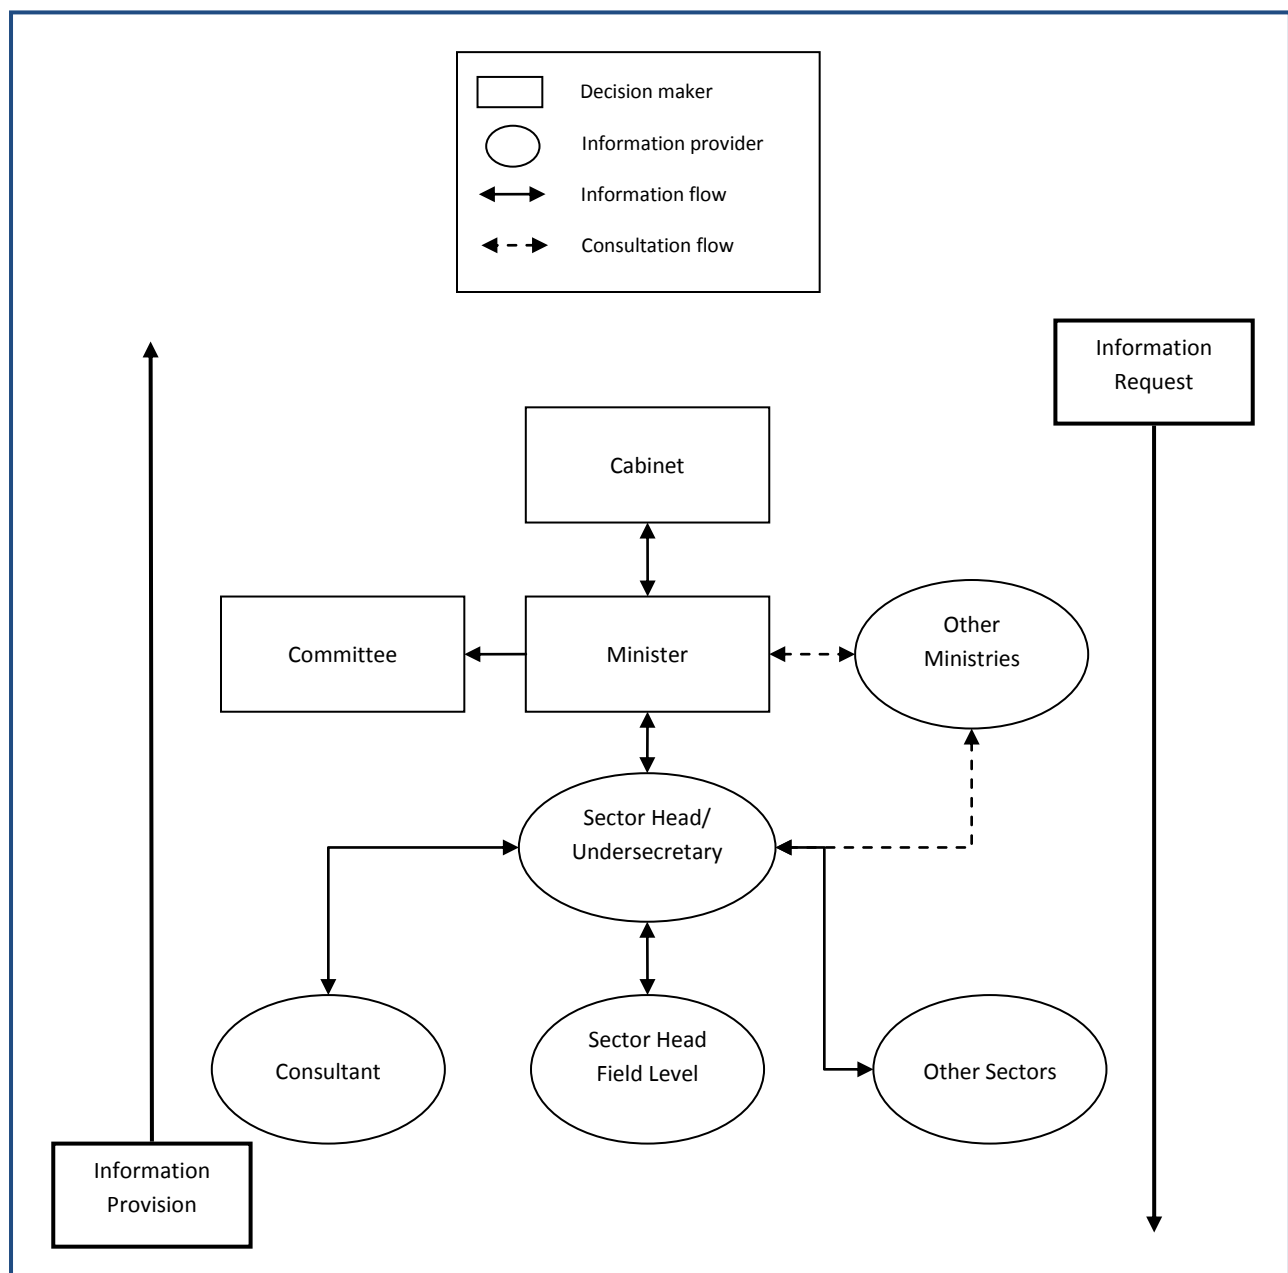 Decision maker
Information provider
Information flow
Consultation flow
Information
Request
Cabinet
Committee
Minister
Other
Ministries
Sector Head/
Undersecretary
Consultant
Sector Head
Field Level
Other Sectors
Information
Provision